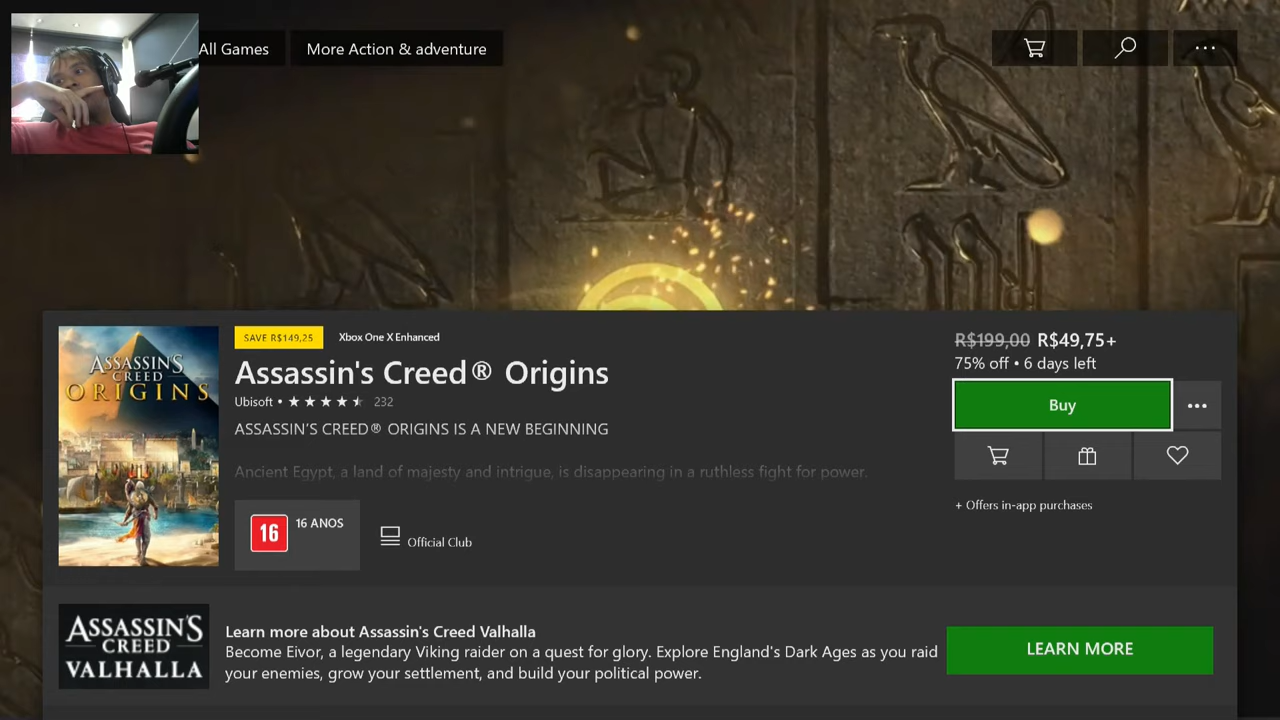 All Games
More Action & adventure
SAVE R$149,25
Xbox One X Enhanced
Assassin's Creed® Origins
Ubisoft • 232
ASSASSIN'S CREED® ORIGINS IS A NEW BEGINNING
Ancient Egypt, a land of majesty and intrigue, is disappearing in a ruthless fight for power.
16
16 ANOS
Official Club
R$199,00 R$49,75+
75% off • 6 days left
Buy
+ Offers in-app purchases
ASSASSIN'S
CREED
ORIGINS
ASSASSIN'S
CREED
VALHALLA
Learn more about Assassin's Creed Valhalla
Become Eivor, a legendary Viking raider on a quest for glory. Explore England's Dark Ages as you raid
your enemies, grow your settlement, and build your political power.
LEARN MORE